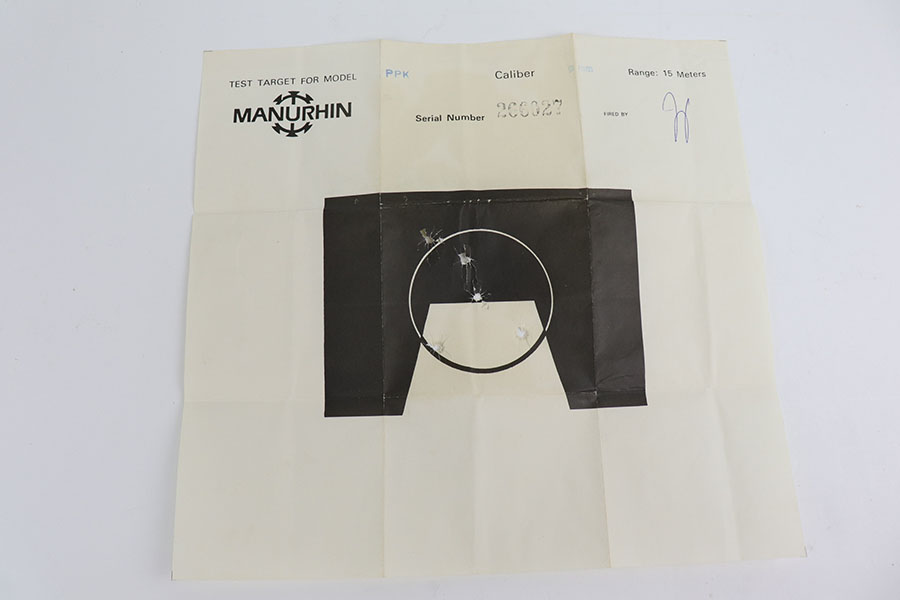 TEST TARGET FOR MODEL PPK Caliber Range: 15 Meters
MANURHIN
Serial Number
FIRED BY